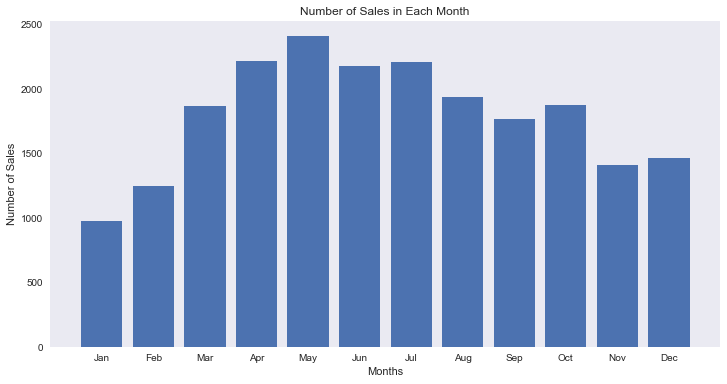 Number of Sales in Each Month
Number of Sales
2500
2000
1500
1000
500
0
Jan Feb Mar Apr May Jun Jul Aug Sep Oct Nov Dec
Months